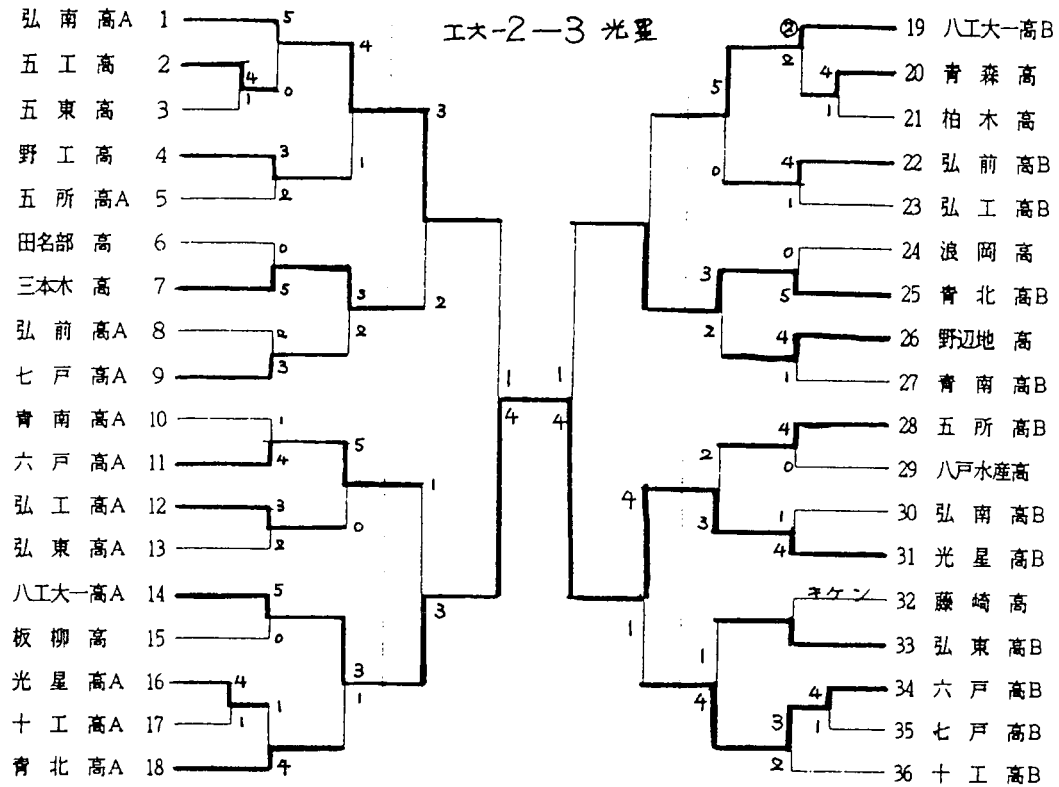 工大-2—3 光星
弘南高A 1
五工高 2
五東高 3
野工高 4
五所高A 5
田名部高 6
三本木高 7
弘前高A 8
七戸高A 9
青南高A 10
六戸高A 11
弘工高A 12
弘東高A 13
八工大一高A 14
板柳高 15
光星高A 16
十工高A 17
青北高A 18
5
0
4
1
3
2
0
5
2
3
1
4
3
2
5
0
4
1
1
4
4
1
3
2
5
0
3
1
3
2
1
3
1
4
1
4
5
0
3
2
2
3
1
4
4
1
②
2
4
1
4
1
0
5
4
1
4
0
1
4
キケン
4
1
3
2
19 八工大一高B
20 青森高
21 柏木高
22 弘前高B
23 弘工高B
24 浪岡高
25 青北高B
26 野辺地高
27 青南高B
28 五所高B
29 八戸水産高
30 弘南高B
31 光星高B
32 藤崎高
33 弘東高B
34 六戸高B
35 七戸高B
36 十工高B